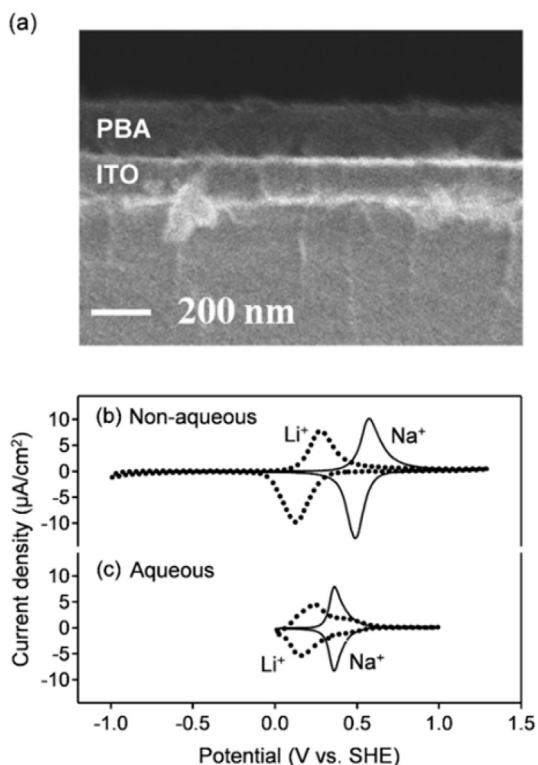 (a)
PBA
ITO
200 nm
(b) Non-aqueous
Li⁺
Na⁺
10
5
0
-5
-10
(c) Aqueous
10
5
0
-5
-10
Li⁺
Na⁺
Current density (μA/cm²)
-1.0 -0.5 0.0 0.5 1.0 1.5
Potential (V vs. SHE)